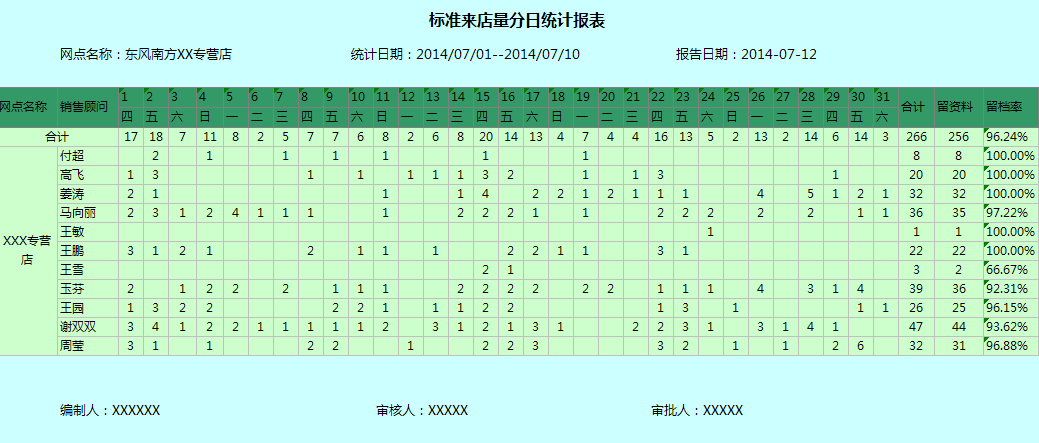 标准来店量分日统计报表
网点名称：东风南方XX专营店 统计日期：2014/07/01--2014/07/10 报告日期：2014-07-12
网点名称 销售顾问 1 2 3 4 5 6 7 8 9 10 11 12 13 14 15 16 17 18 19 20 21 22 23 24 25 26 27 28 29 30 31 合计 留资料 留档率
四 五 六 日 一 二 三 四 五 六 日 一 二 三 四 五 六 日 一 二 三 四 五 六 日 一 二 三 四 五 六
合计 17 18 7 11 8 2 5 7 7 6 8 2 6 8 20 14 13 4 7 4 4 16 13 5 2 13 2 14 6 14 3 266 256 96.24%
付超 2 1 1 1 1 1 1 8 8 100.00%
高飞 1 3 1 1 1 1 1 3 2 1 1 3 1 20 20 100.00%
姜涛 2 1 1 1 4 2 2 1 2 1 1 1 4 5 1 2 1 32 32 100.00%
马向丽 2 3 1 2 4 1 1 1 1 2 2 2 1 1 2 2 2 2 2 1 1 36 35 97.22%
王敏 1 1 1 100.00%
XXX专营店
王鹏 3 1 2 1 2 1 1 1 2 2 1 1 3 1 22 22 100.00%
王雪 2 1 3 2 66.67%
玉芬 2 1 2 2 2 1 1 1 2 2 2 2 2 2 1 1 1 4 3 1 4 39 36 92.31%
王园 1 3 2 2 2 2 1 1 1 2 2 1 3 1 1 1 26 25 96.15%
谢双双 3 4 1 2 2 1 1 1 1 1 2 3 1 2 1 3 1 2 2 3 1 3 1 4 1 47 44 93.62%
周莹 3 1 1 2 2 1 2 2 3 3 2 1 1 2 6 32 31 96.88%
编制人：XXXXXX 审核人：XXXXX 审批人：XXXXX